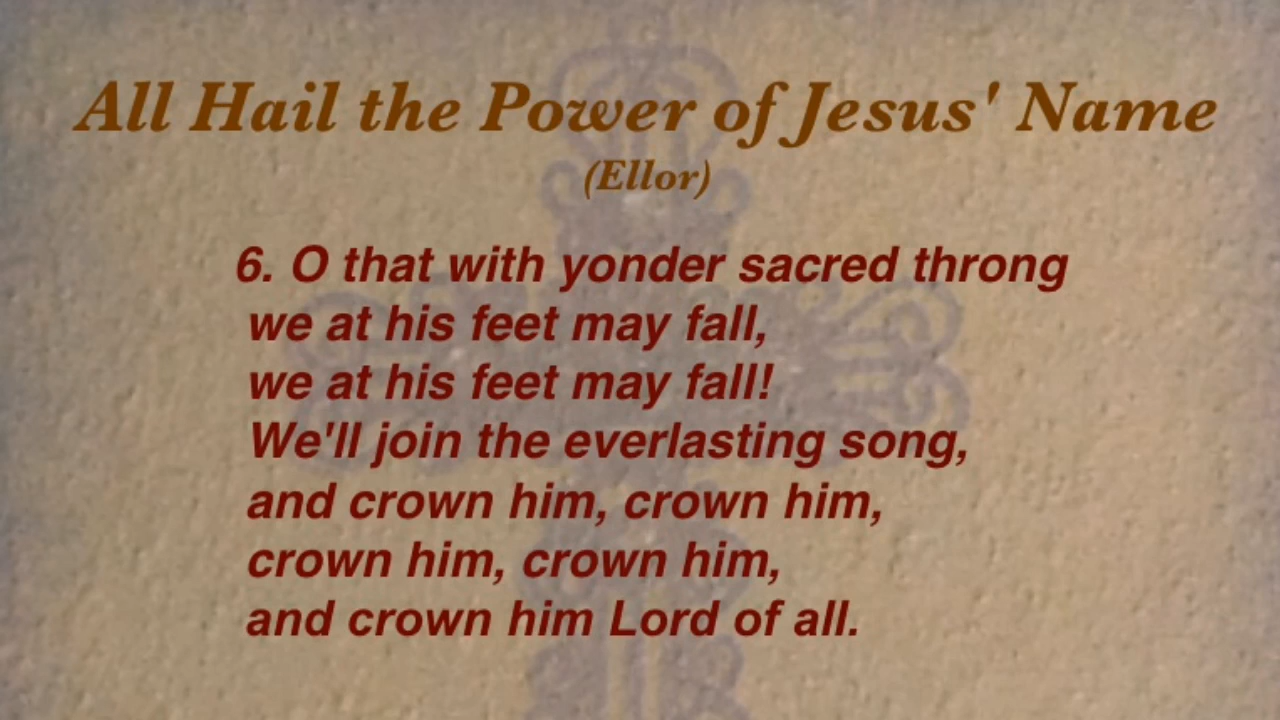 All Hail the Power of Jesus' Name
(Ellor)
6. O that with yonder sacred throng
we at his feet may fall,
we at his feet may fall!
We'll join the everlasting song,
and crown him, crown him,
crown him, crown him,
and crown him Lord of all.